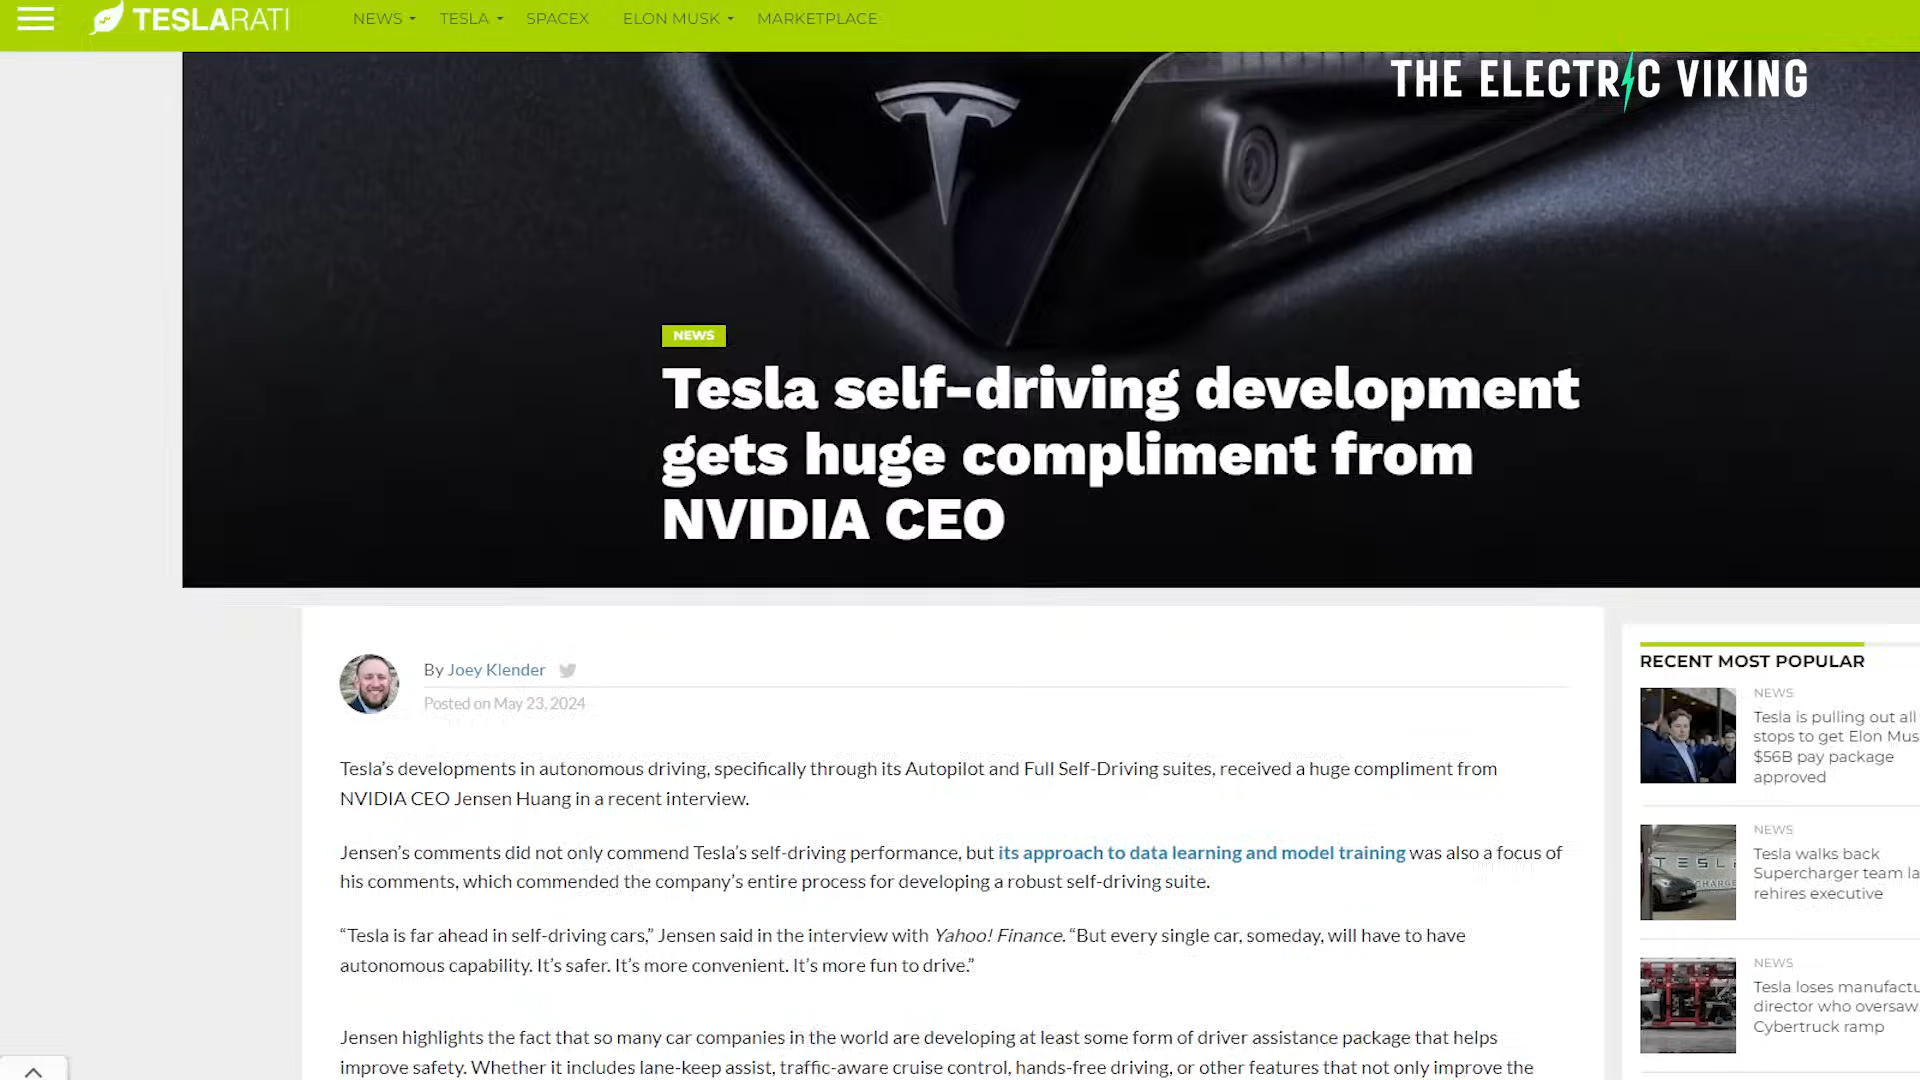 TESLARATI
NEWS
TESLA
SPACEX
ELON MUSK
MARKETPLACE
THE ELECTRIC VIKING
NEWS
Tesla self-driving development
gets huge compliment from
NVIDIA CEO
By Joey Klender
Posted on May 23, 2024
Tesla’s developments in autonomous driving, specifically through its Autopilot and Full Self-Driving suites, received a huge compliment from
NVIDIA CEO Jensen Huang in a recent interview.
Jensen’s comments did not only commend Tesla’s self-driving performance, but its approach to data learning and model training was also a focus of
his comments, which commended the company’s entire process for developing a robust self-driving suite.
“Tesla is far ahead in self-driving cars,” Jensen said in the interview with Yahoo! Finance. “But every single car, someday, will have to have
autonomous capability. It’s safer. It’s more convenient. It’s more fun to drive.”
Jensen highlights the fact that so many car companies in the world are developing at least some form of driver assistance package that helps
improve safety. Whether it includes lane-keep assist, traffic-aware cruise control, hands-free driving, or other features that not only improve the
RECENT MOST POPULAR
NEWS
Tesla is pulling out all
stops to get Elon Mus
$56B pay package
approved
NEWS
Tesla walks back
Supercharger team la
rehires executive
NEWS
Tesla loses manufactu
director who oversaw
Cybertruck ramp